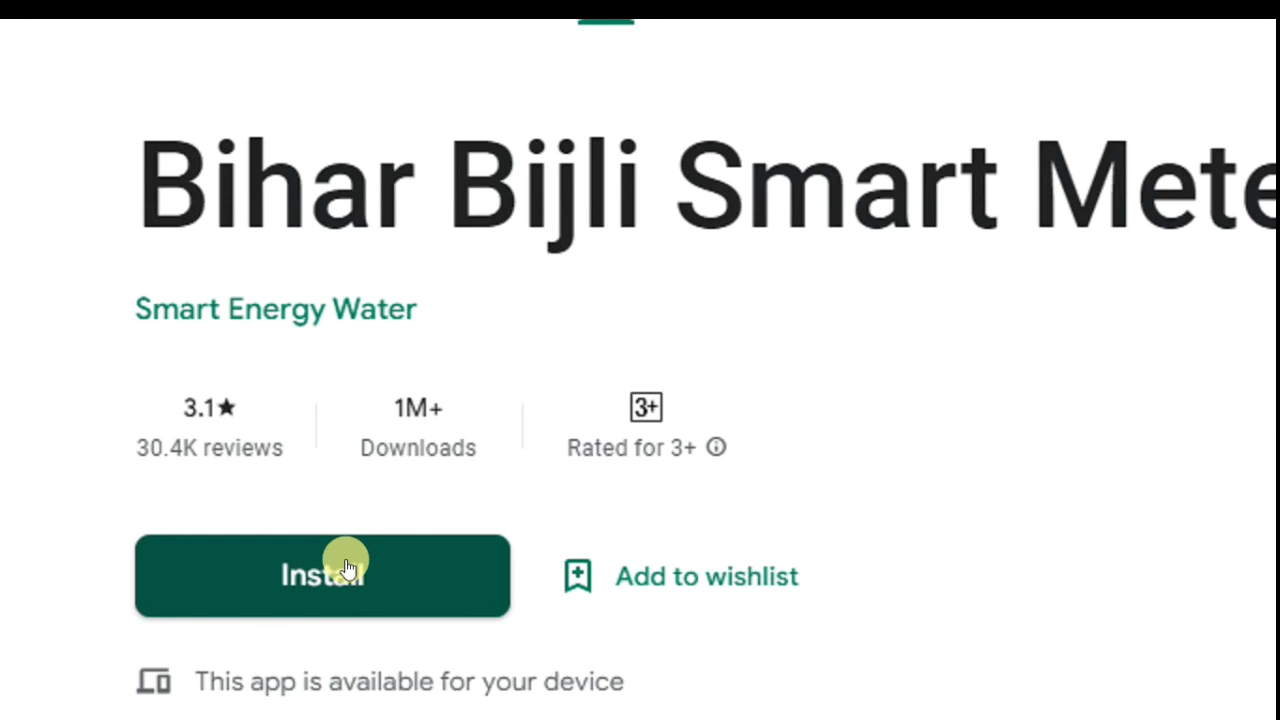 Bihar Bijli Smart Mete
Smart Energy Water
3.1★ 1M+ 3+
30.4K reviews Downloads Rated for 3+
Install Add to wishlist
This app is available for your device